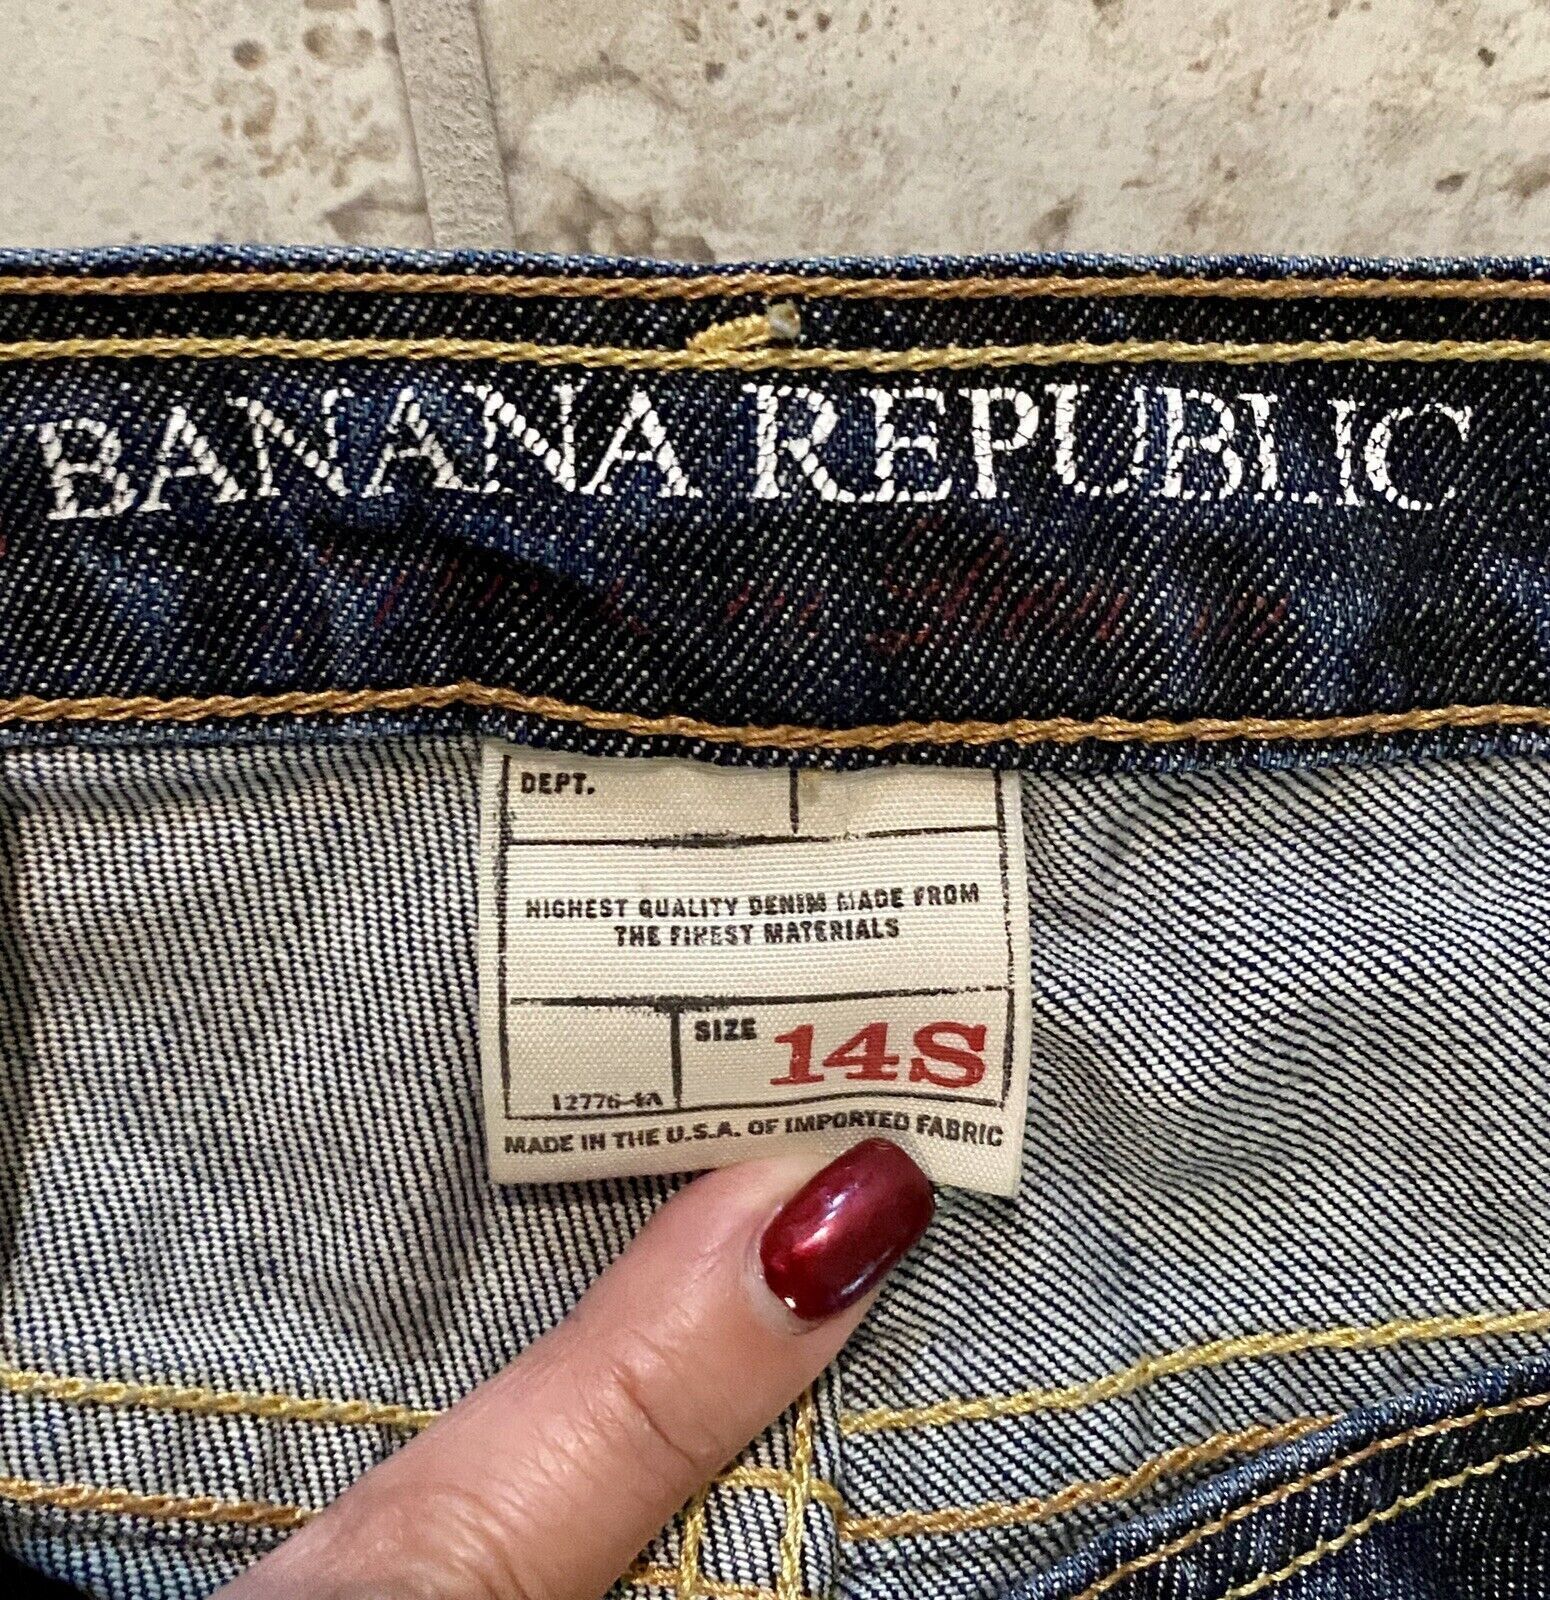 BANANA REPUBLIC
DEPT.
HIGHEST QUALITY DENIM MADE FROM
THE FINEST MATERIALS
SIZE 14S
12776-4A
MADE IN THE U.S.A. OF IMPORTED FABRIC